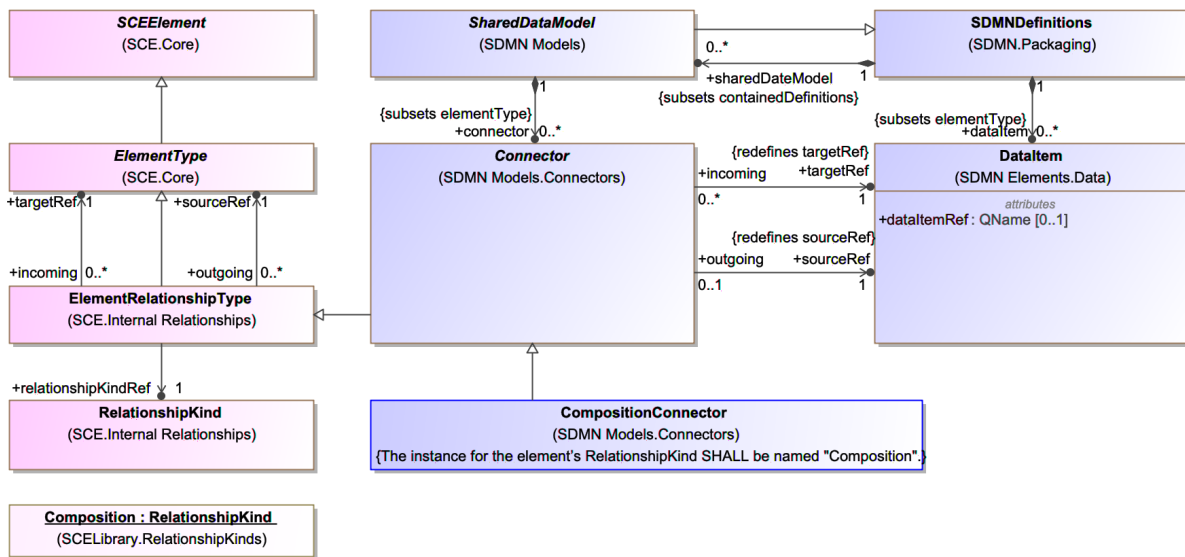 SCEElement
(SCE.Core)
SharedDataModel
(SDMN Models)
SDMNDefinitions
(SDMN.Packaging)
0..*
+sharedDateModel
1
{subsets containedDefinitions}
1
{subsets elementType}
+connector 0..*
1
{subsets elementType}
+dataItem 0..*
ElementType
(SCE.Core)
+targetRef 1
+sourceRef 1
+incoming 0..*
+outgoing 0..*
Connector
(SDMN Models.Connectors)
{redefines targetRef}
+incoming
+targetRef
0..*
1
{redefines sourceRef}
+outgoing
+sourceRef
0..1
1
DataItem
(SDMN Elements.Data)
attributes
+dataItemRef : QName [0..1]
ElementRelationshipType
(SCE.Internal Relationships)
+relationshipKindRef 1
RelationshipKind
(SCE.Internal Relationships)
CompositionConnector
(SDMN Models.Connectors)
{The instance for the element's RelationshipKind SHALL be named "Composition".}
Composition : RelationshipKind
(SCELibrary.RelationshipKinds)